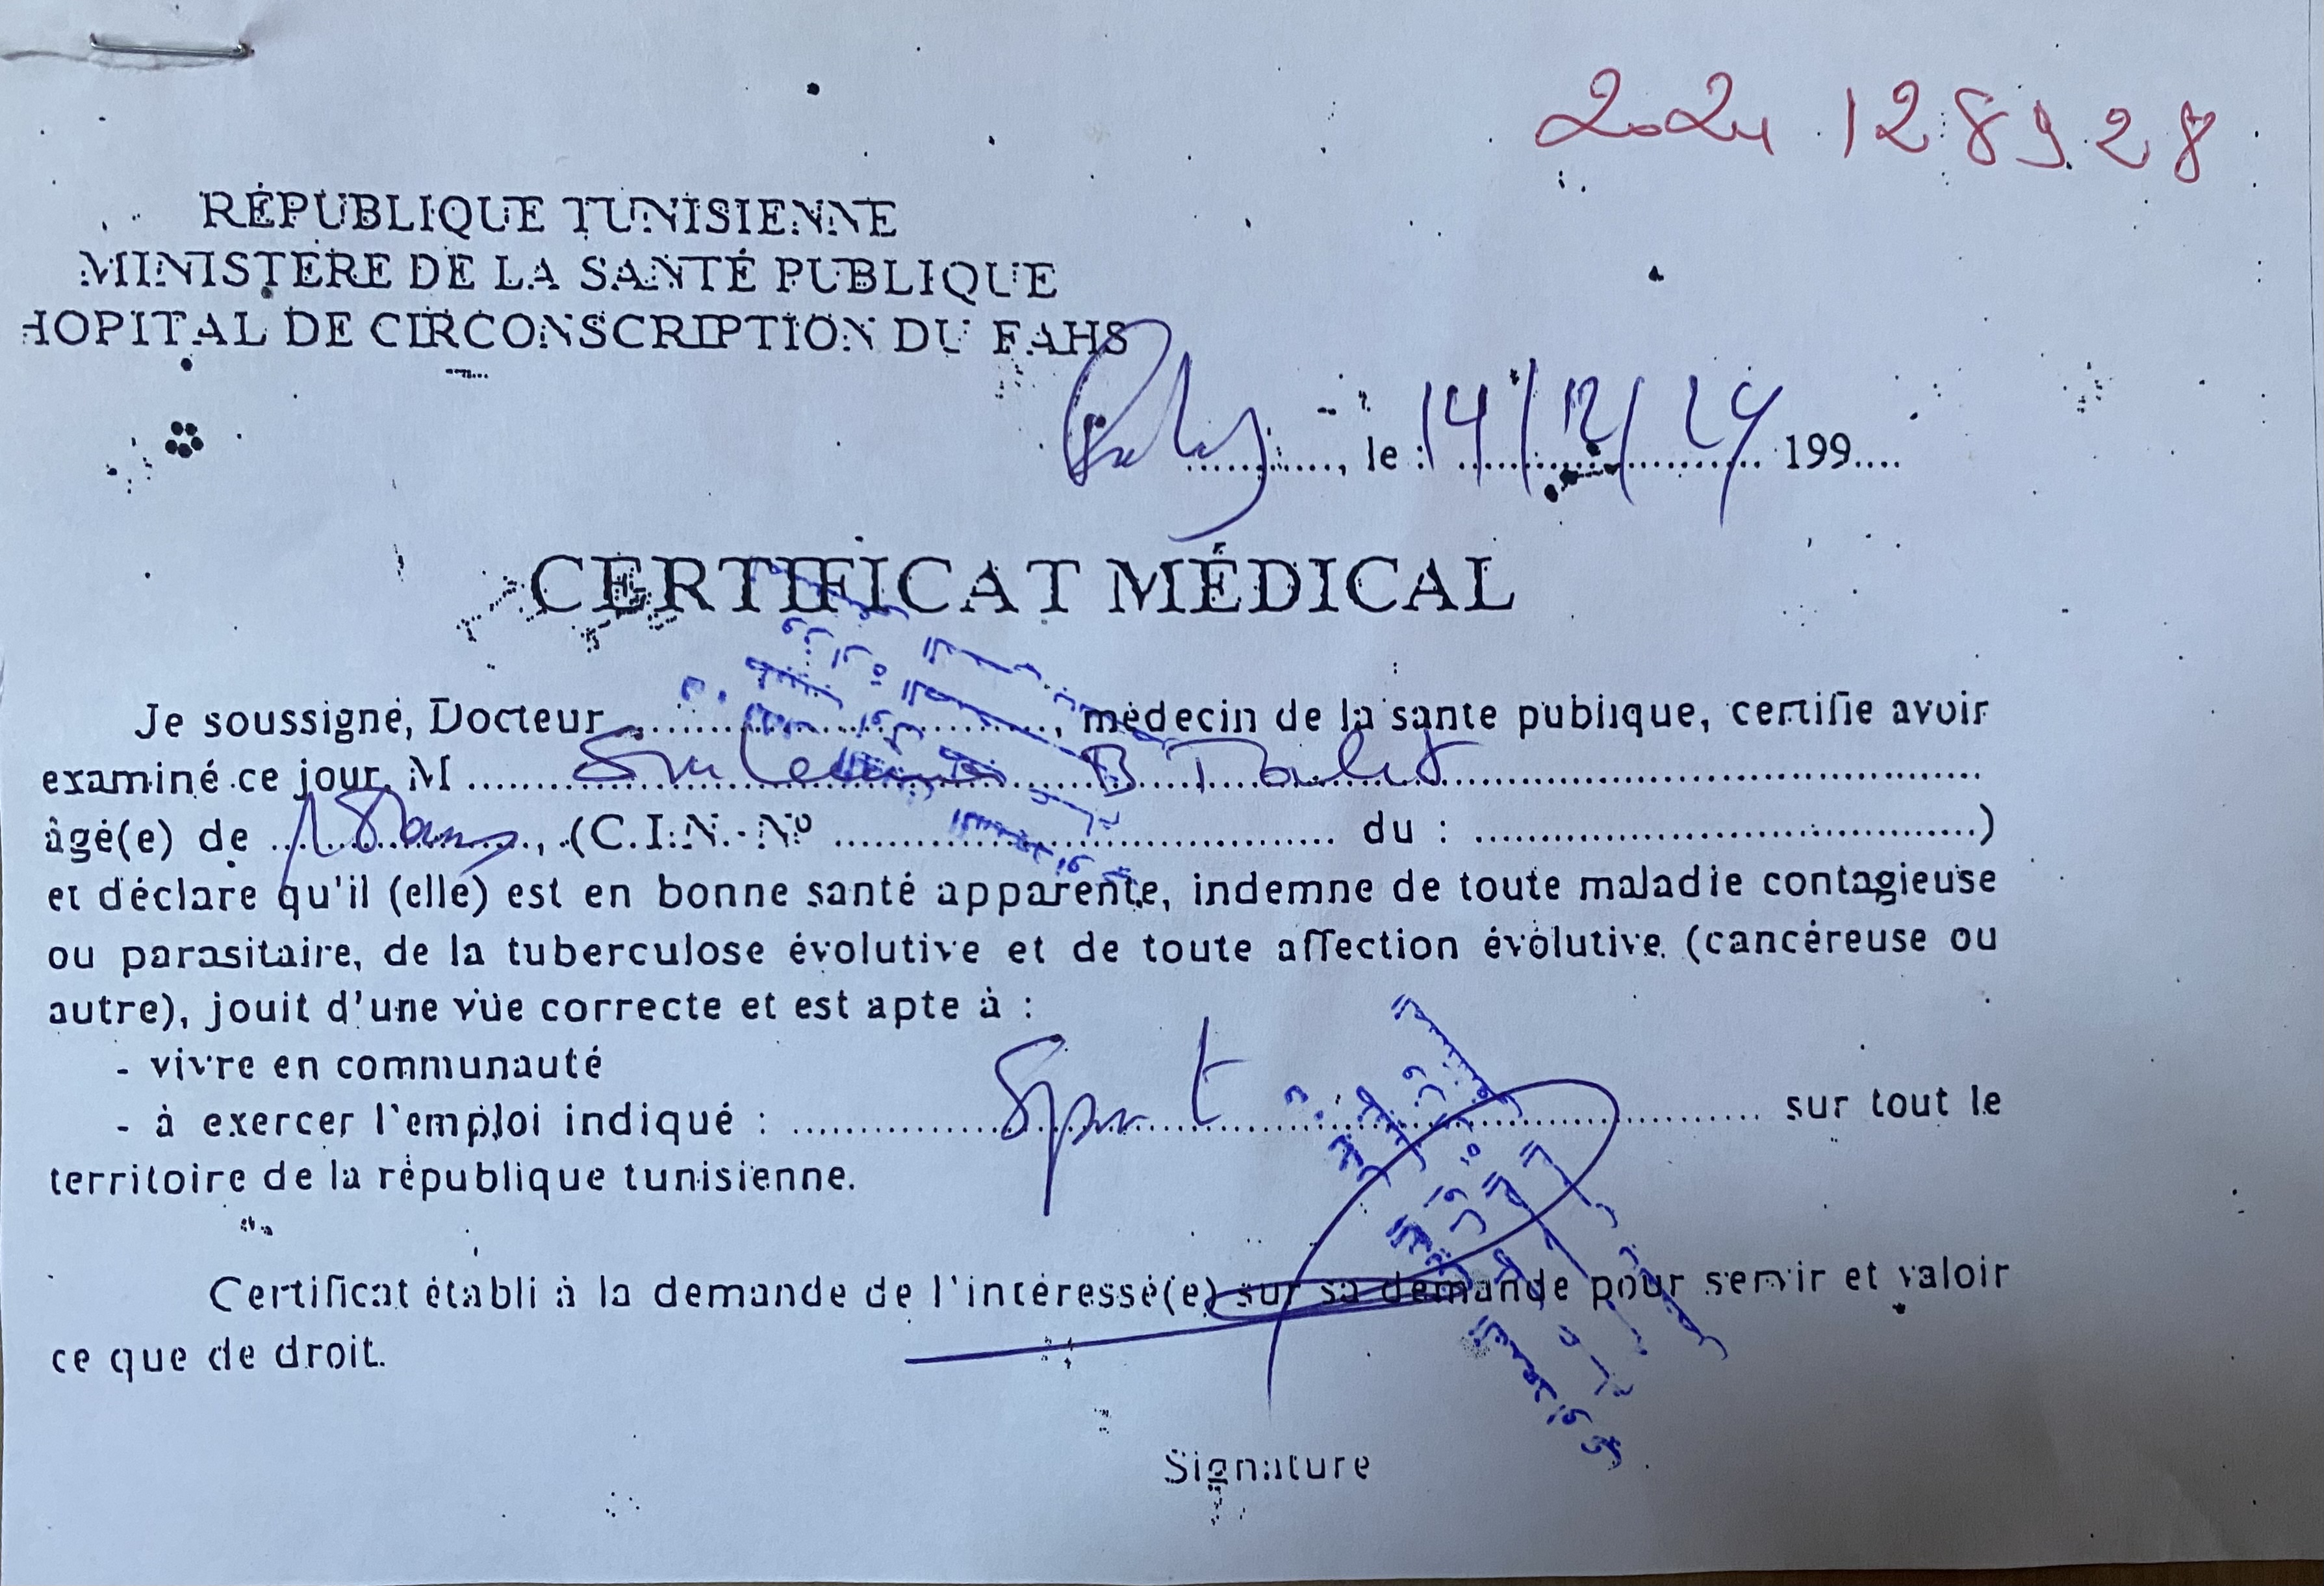 2024 128928
RÉPUBLIQUE TUNISIENNE
MINISTÈRE DE LA SANTÉ PUBLIQUE
HOPITAL DE CIRCONSCRIPTION DU FAHS
, le : 14/12/24 199....
CERTIFICAT MÉDICAL
Je soussigné, Docteur ................, médecin de la santé publique, certifie avoir
examiné ce jour, M ................
âgé(e) de 18 ans, (C.I.N.-Nº ................ du : ................)
et déclare qu'il (elle) est en bonne santé apparente, indemne de toute maladie contagieuse
ou parasitaire, de la tuberculose évolutive et de toute affection évolutive (cancéreuse ou
autre), jouit d'une vue correcte et est apte à :
- vivre en communauté
- à exercer l'emploi indiqué : Sport sur tout le
territoire de la république tunisienne.
Certificat établi à la demande de l'intéressé(e) sur sa demande pour servir et valoir
ce que de droit.
Signature